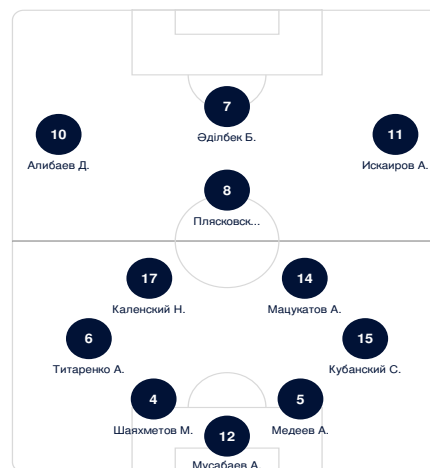 7
Әділбек Б.
10
Алибаев Д.
11
Искаиров А.
8
Плясковск...
17
Каленский Н.
14
Мацукатов А.
6
Титаренко А.
15
Кубанский С.
4
Шаяхметов М.
5
Медеев А.
12
Мусабаев А